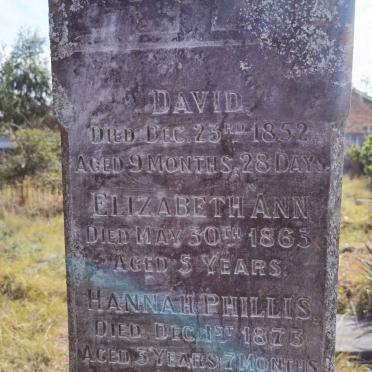 DAVID.
DIED DEC. 23RD 1852
AGED 9 MONTHS, 28 DAYS.
ELIZABETH ANN
DIED MAY 30TH 1863
AGED 5 YEARS.
HANNAH PHILLIS.
DIED DEC. 1ST 1873
AGED 3 YEARS 7 MONTHS